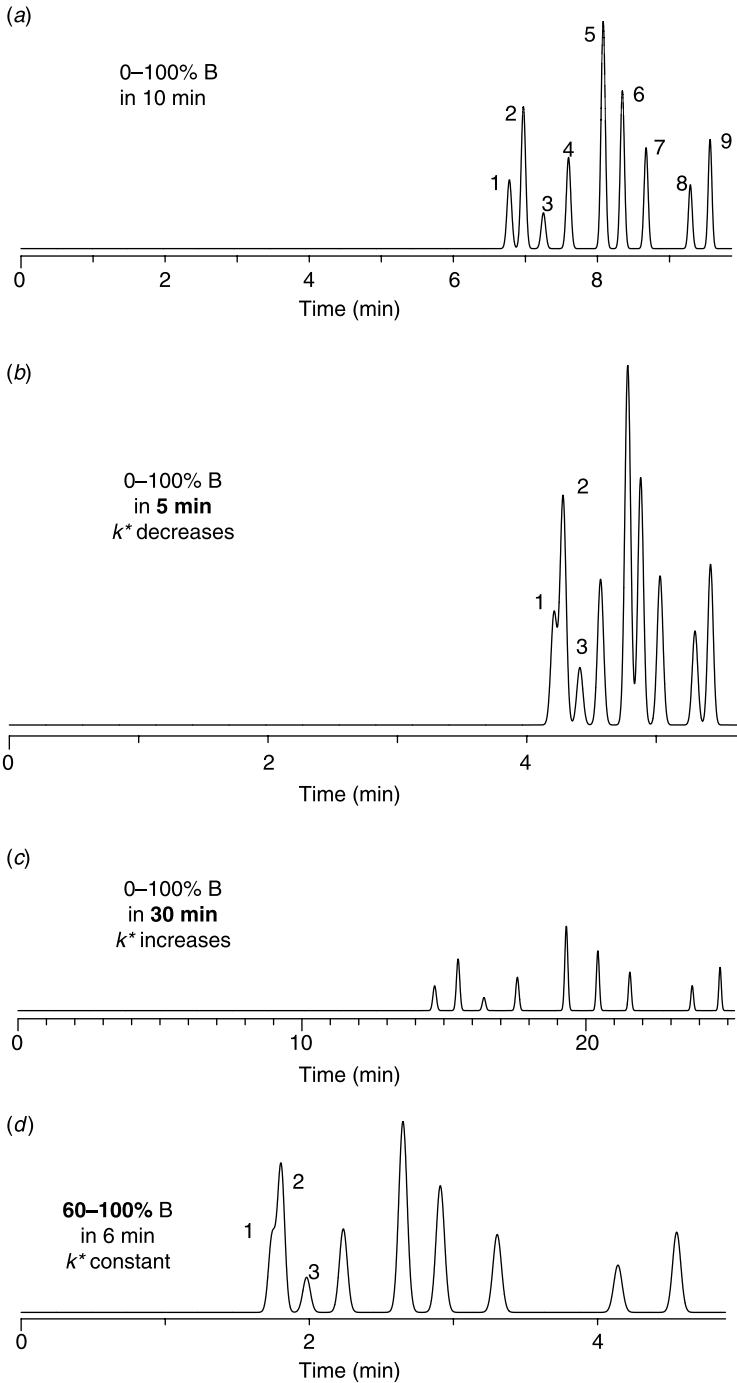 (a)
0–100% B
in 10 min
1
2
3
4
5
6
7
8
9
0
2
4
6
8
Time (min)
(b)
0–100% B
in 5 min
k* decreases
1
2
3
0
2
4
Time (min)
(c)
0–100% B
in 30 min
k* increases
0
10
20
Time (min)
(d)
60–100% B
in 6 min
k* constant
1
2
3
0
2
4
Time (min)